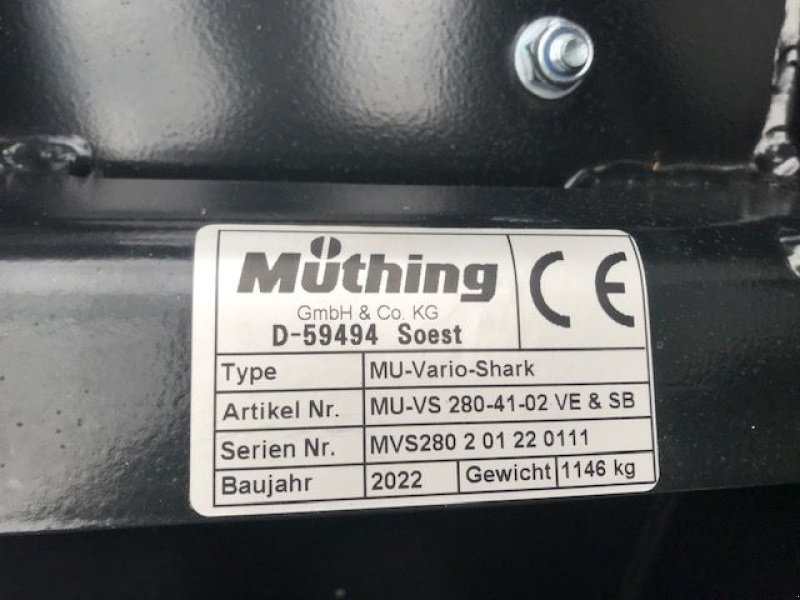 Müthing
GmbH & Co. KG
D-59494 Soest
CE
Type MU-Vario-Shark
Artikel Nr. MU-VS 280-41-02 VE & SB
Serien Nr. MVS280 2 01 22 0111
Baujahr 2022 Gewicht 1146 kg